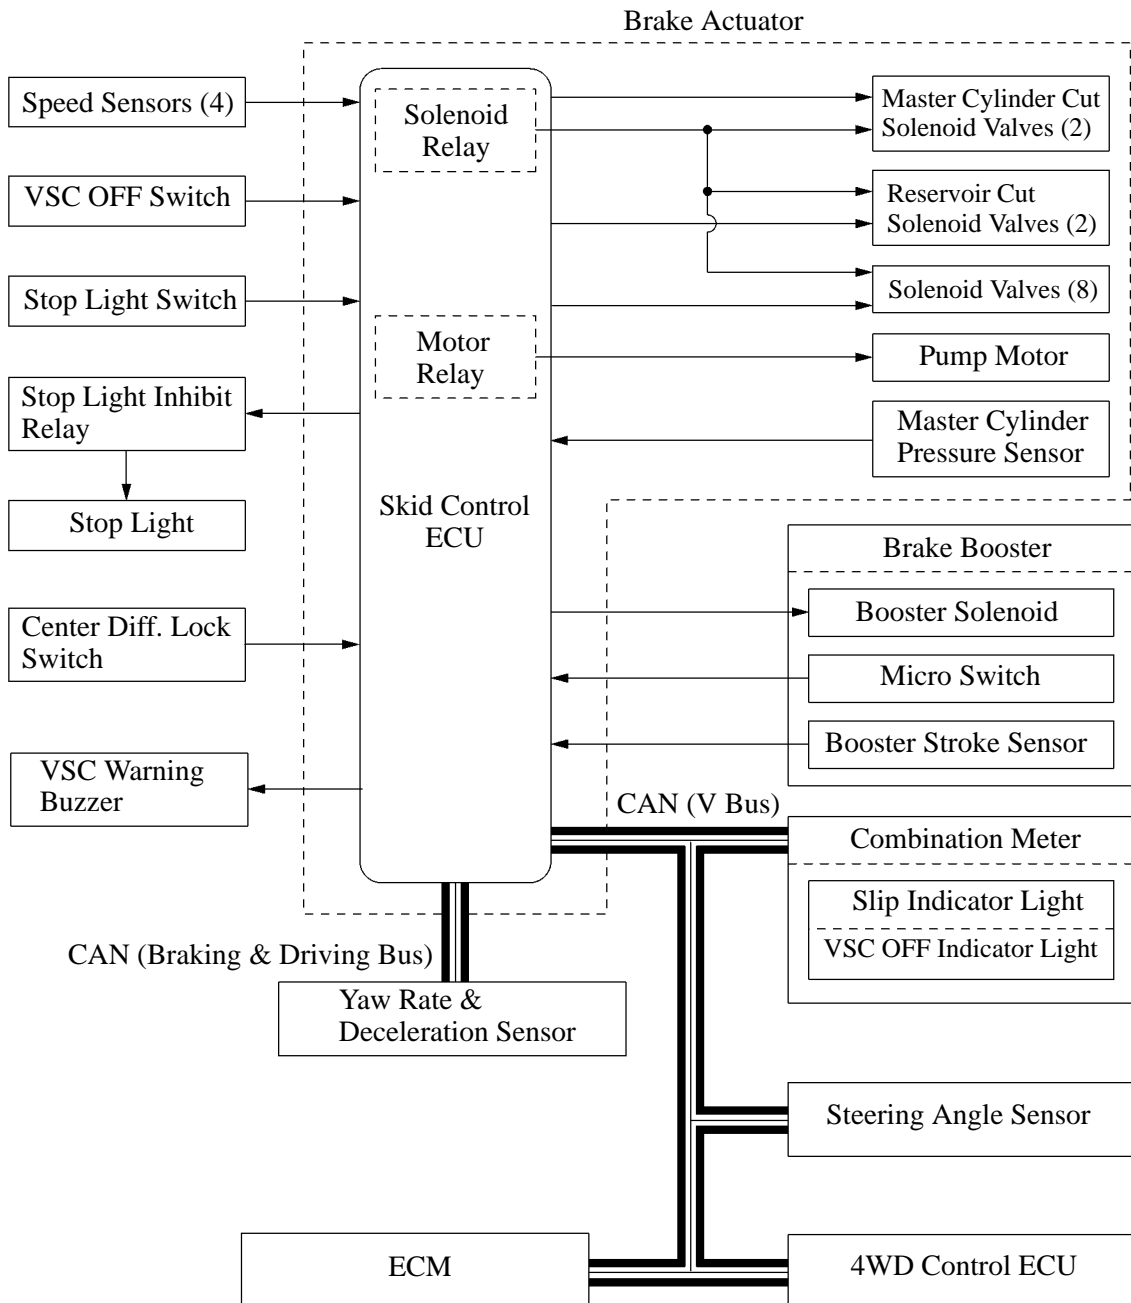 Brake Actuator
Speed Sensors (4)
VSC OFF Switch
Stop Light Switch
Stop Light Inhibit
Relay
Stop Light
Center Diff. Lock
Switch
VSC Warning
Buzzer
Solenoid
Relay
Motor
Relay
Skid Control
ECU
Master Cylinder Cut
Solenoid Valves (2)
Reservoir Cut
Solenoid Valves (2)
Solenoid Valves (8)
Pump Motor
Master Cylinder
Pressure Sensor
Brake Booster
Booster Solenoid
Micro Switch
Booster Stroke Sensor
CAN (V Bus)
Combination Meter
Slip Indicator Light
VSC OFF Indicator Light
CAN (Braking & Driving Bus)
Yaw Rate &
Deceleration Sensor
Steering Angle Sensor
ECM
4WD Control ECU